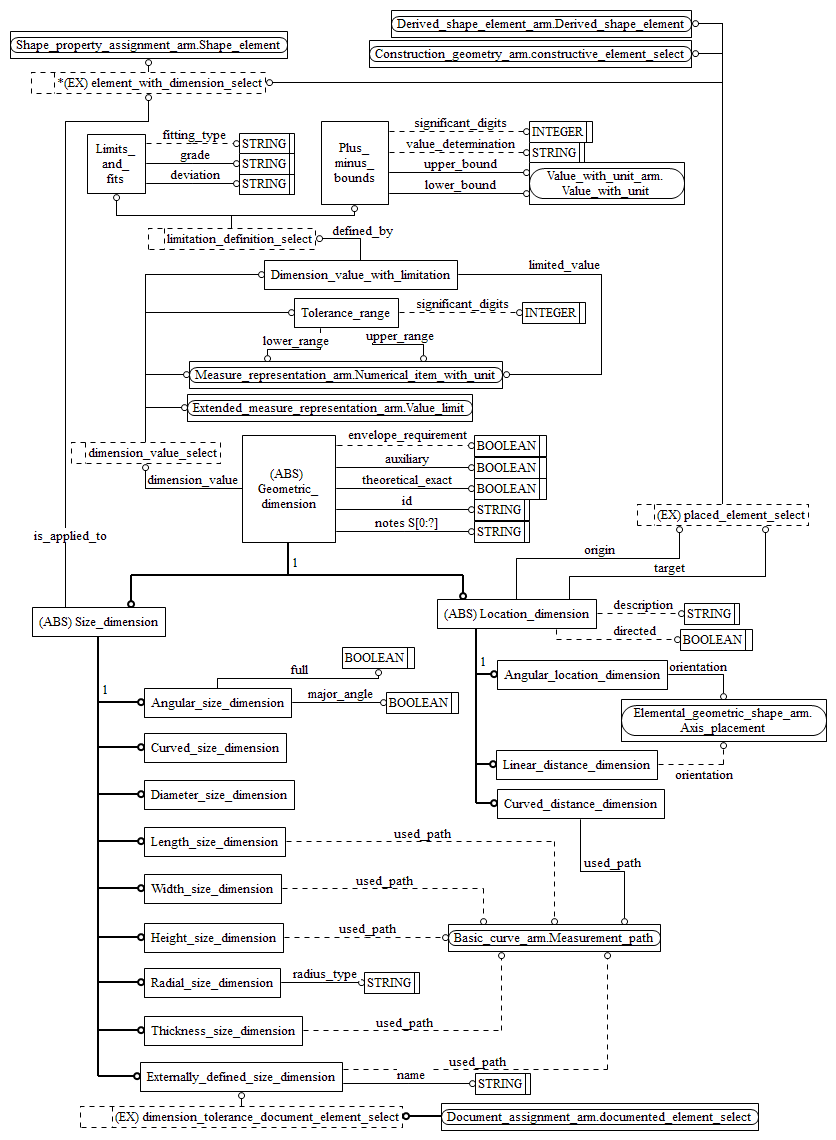 Derived_shape_element_arm.Derived_shape_element
Shape_property_assignment_arm.Shape_element
Construction_geometry_arm.constructive_element_select
*(EX) element_with_dimension_select
Limits_
and_
fits
fitting_type
STRING
grade
STRING
deviation
STRING
Plus_
minus_
bounds
significant_digits
INTEGER
value_determination
STRING
upper_bound
lower_bound
Value_with_unit_arm.
Value_with_unit
limitation_definition_select
defined_by
Dimension_value_with_limitation
limited_value
Tolerance_range
significant_digits
INTEGER
lower_range
upper_range
Measure_representation_arm.Numerical_item_with_unit
Extended_measure_representation_arm.Value_limit
dimension_value_select
dimension_value
(ABS)
Geometric_
dimension
envelope_requirement
BOOLEAN
auxiliary
BOOLEAN
theoretical_exact
BOOLEAN
id
STRING
notes S[0:?]
STRING
(EX) placed_element_select
is_applied_to
origin
target
1
(ABS) Size_dimension
(ABS) Location_dimension
description
STRING
directed
BOOLEAN
1
Angular_size_dimension
full
BOOLEAN
major_angle
BOOLEAN
1
Angular_location_dimension
orientation
Elemental_geometric_shape_arm.
Axis_placement
Curved_size_dimension
Linear_distance_dimension
orientation
Diameter_size_dimension
Curved_distance_dimension
Length_size_dimension
used_path
used_path
Width_size_dimension
used_path
Height_size_dimension
used_path
Basic_curve_arm.Measurement_path
Radial_size_dimension
radius_type
STRING
Thickness_size_dimension
used_path
Externally_defined_size_dimension
used_path
name
STRING
(EX) dimension_tolerance_document_element_select
Document_assignment_arm.documented_element_select